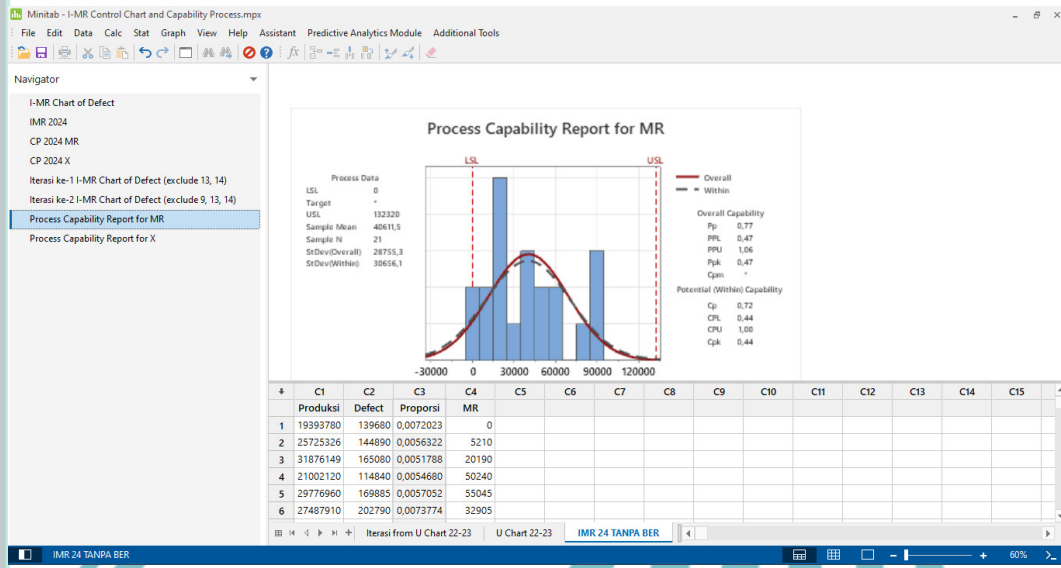 Minitab - I-MR Control Chart and Capability Process.mpx
File Edit Data Calc Stat Graph View Help Assistant Predictive Analytics Module Additional Tools
Navigator
I-MR Chart of Defect
IMR 2024
CP 2024 MR
CP 2024 X
Iterasi ke-1 I-MR Chart of Defect (exclude 13, 14)
Iterasi ke-2 I-MR Chart of Defect (exclude 9, 13, 14)
Process Capability Report for MR
Process Capability Report for X
Process Capability Report for MR
LSL USL
Process Data
LSL 0
Target *
USL 132320
Sample Mean 40611,5
Sample N 21
StDev(Overall) 28755,3
StDev(Within) 30656,1
Overall
Within
Overall Capability
Pp 0,77
PPL 0,47
PPU 1,06
Ppk 0,47
Cpm *
Potential (Within) Capability
Cp 0,72
CPL 0,44
CPU 1,00
Cpk 0,44
-30000 0 30000 60000 90000 120000
C1 C2 C3 C4 C5 C6 C7 C8 C9 C10 C11 C12 C13 C14 C15
Produksi Defect Proporsi MR
1 19393780 139680 0,0072023 0
2 25725326 144890 0,0056322 5210
3 31876149 165080 0,0051788 20190
4 21002120 114840 0,0054680 50240
5 29776960 169885 0,0057052 55045
6 27487910 202790 0,0073774 32905
Iterasi from U Chart 22-23 U Chart 22-23 IMR 24 TANPA BER
IMR 24 TANPA BER 60%